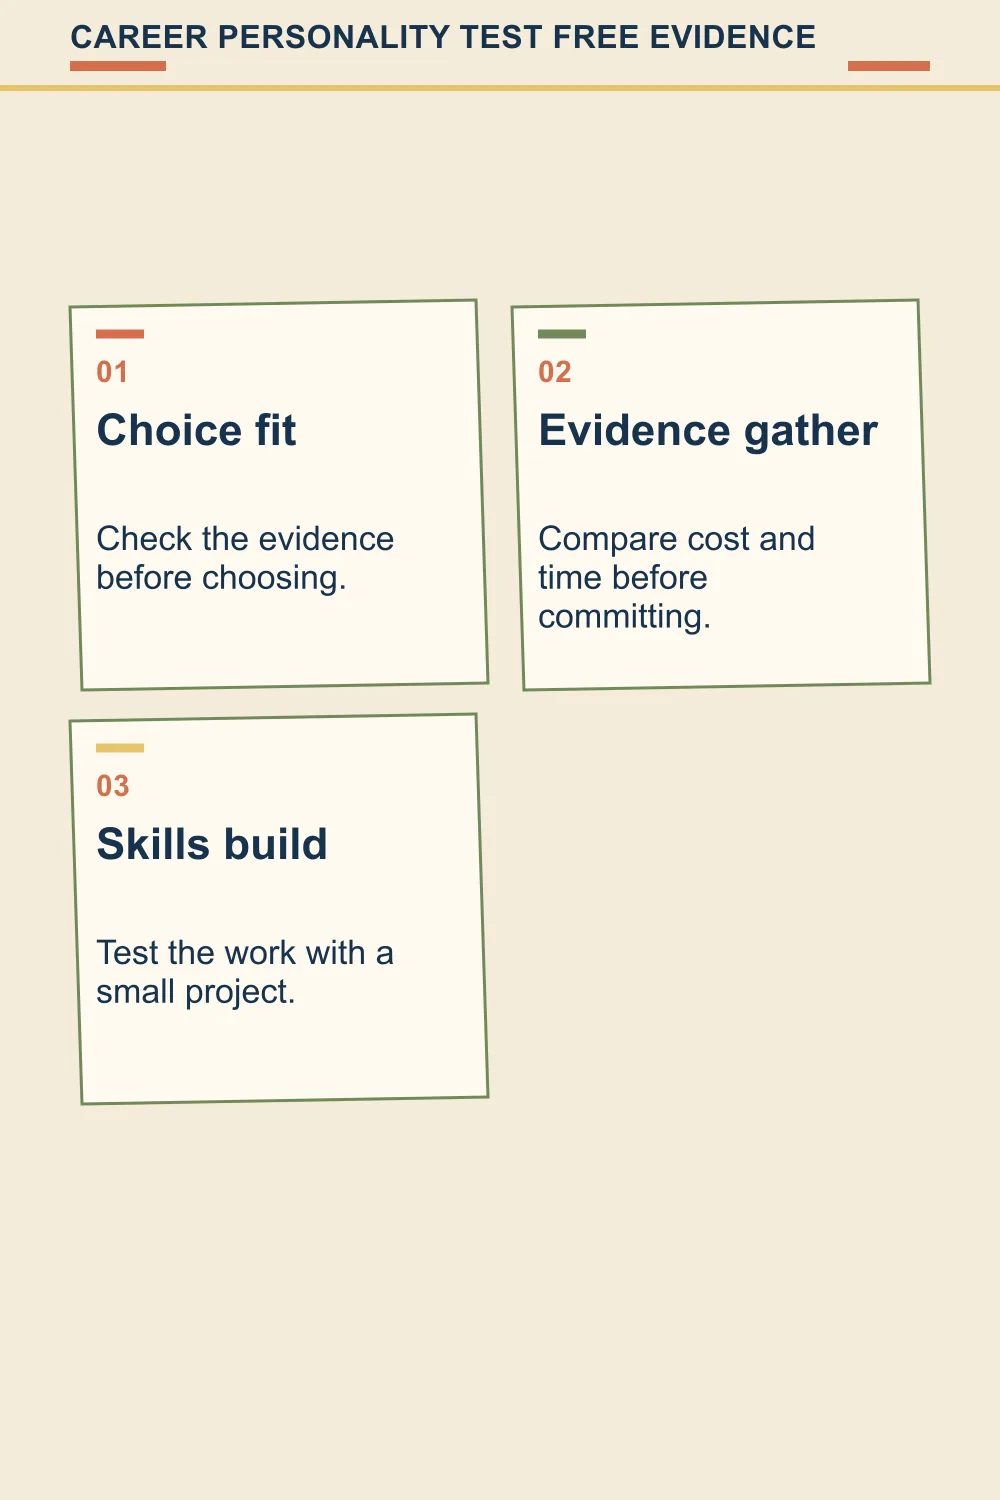 CAREER PERSONALITY TEST FREE EVIDENCE
01
Choice fit
Check the evidence
before choosing.
02
Evidence gather
Compare cost and
time before
committing.
03
Skills build
Test the work with a
small project.